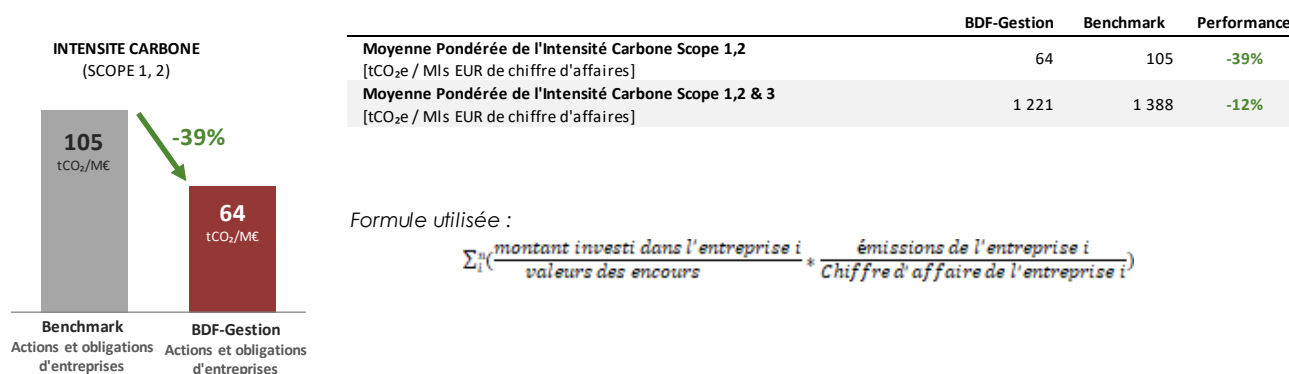 INTENSITE CARBONE
(SCOPE 1, 2)
105
tCO₂/M€
-39%
64
tCO₂/M€
Benchmark
Actions et obligations
d'entreprises
BDF-Gestion
Actions et obligations
d'entreprises
BDF-Gestion Benchmark Performance
Moyenne Pondérée de l'Intensité Carbone Scope 1,2
[tCO₂e / Mls EUR de chiffre d'affaires]
64 105 -39%
Moyenne Pondérée de l'Intensité Carbone Scope 1,2 & 3
[tCO₂e / Mls EUR de chiffre d'affaires]
1 221 1 388 -12%
Formule utilisée :
∑ᵢⁿ(montant investi dans l'entreprise i / valeurs des encours * émissions de l'entreprise i / Chiffre d'affaire de l'entreprise i)